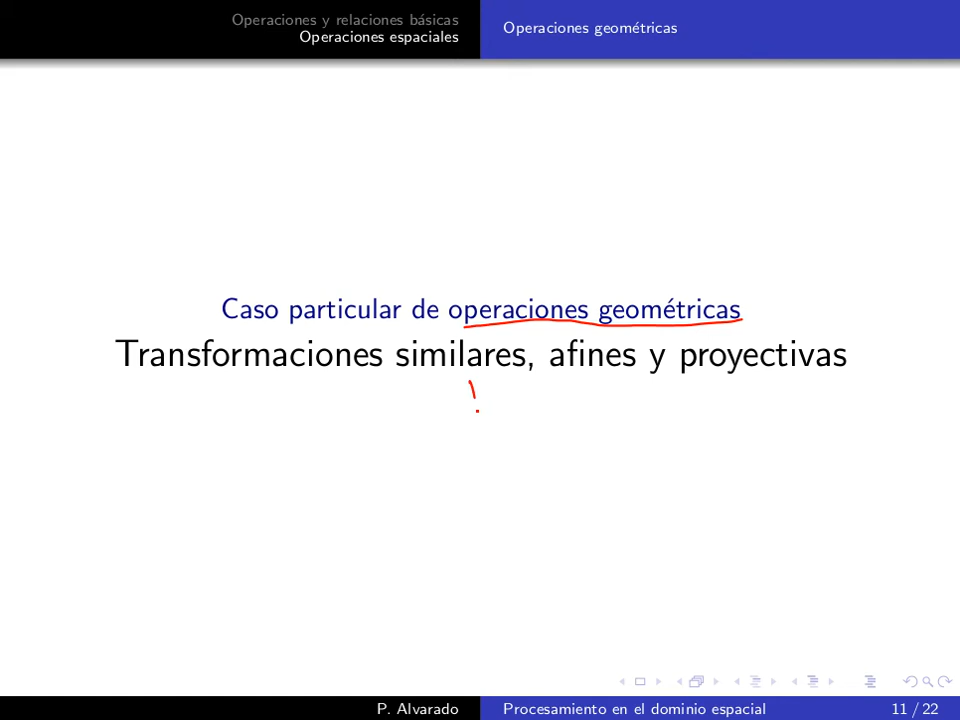 Operaciones y relaciones básicas
Operaciones espaciales
Operaciones geométricas
Caso particular de operaciones geométricas
Transformaciones similares, afines y proyectivas
P. Alvarado
Procesamiento en el dominio espacial
11 / 22